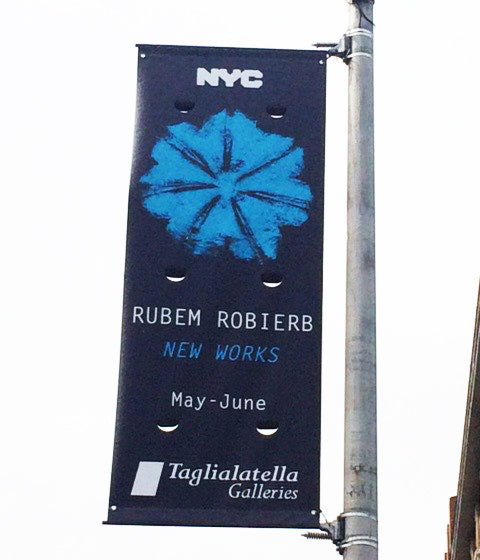 NYC
RUBEM ROBIERB
NEW WORKS
May-June
Taglialatella
Galleries